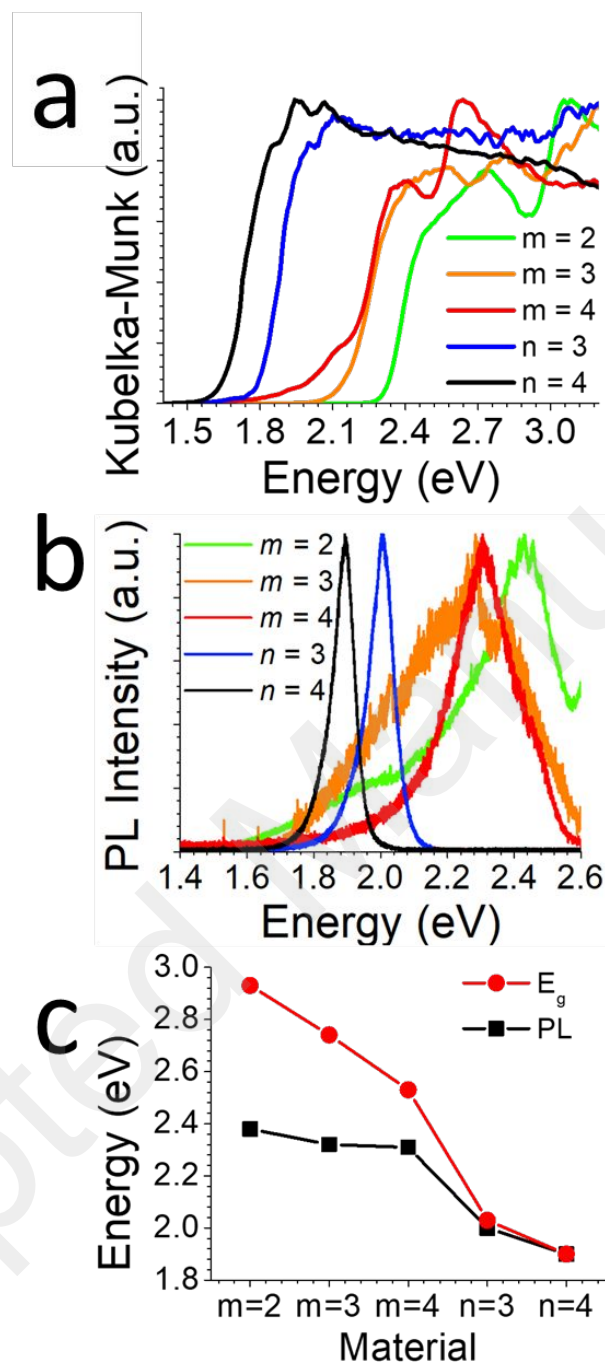 a
Kubelka-Munk (a.u.)
m = 2
m = 3
m = 4
n = 3
n = 4
1.5 1.8 2.1 2.4 2.7 3.0
Energy (eV)
b
PL Intensity (a.u.)
m = 2
m = 3
m = 4
n = 3
n = 4
1.4 1.6 1.8 2.0 2.2 2.4 2.6
Energy (eV)
c
Energy (eV)
3.0
2.8
2.6
2.4
2.2
2.0
1.8
Eg
PL
m=2 m=3 m=4 n=3 n=4
Material